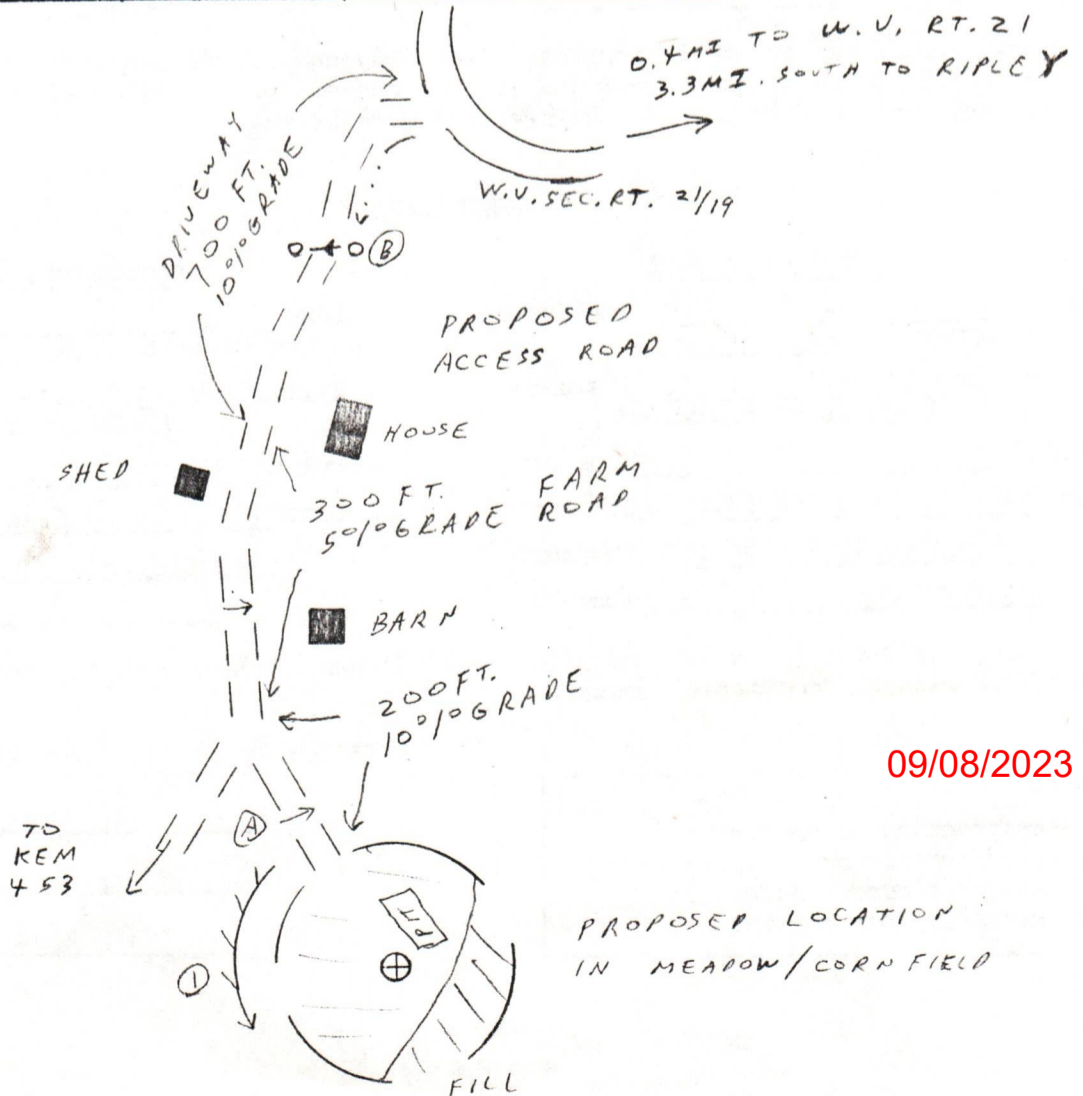 0.4 MI TO W.V. RT. 21
3.3 MI. SOUTH TO RIPLEY
W.V. SEC. RT. 21/19
DRIVEWAY
700 FT.
10% GRADE
B
PROPOSED
ACCESS ROAD
HOUSE
SHED
300 FT. FARM
5% GRADE ROAD
BARN
200 FT.
10% GRADE
09/08/2023
TO
KEM
453
A
PIT
PROPOSED LOCATION
IN MEADOW/CORN FIELD
1
FILL